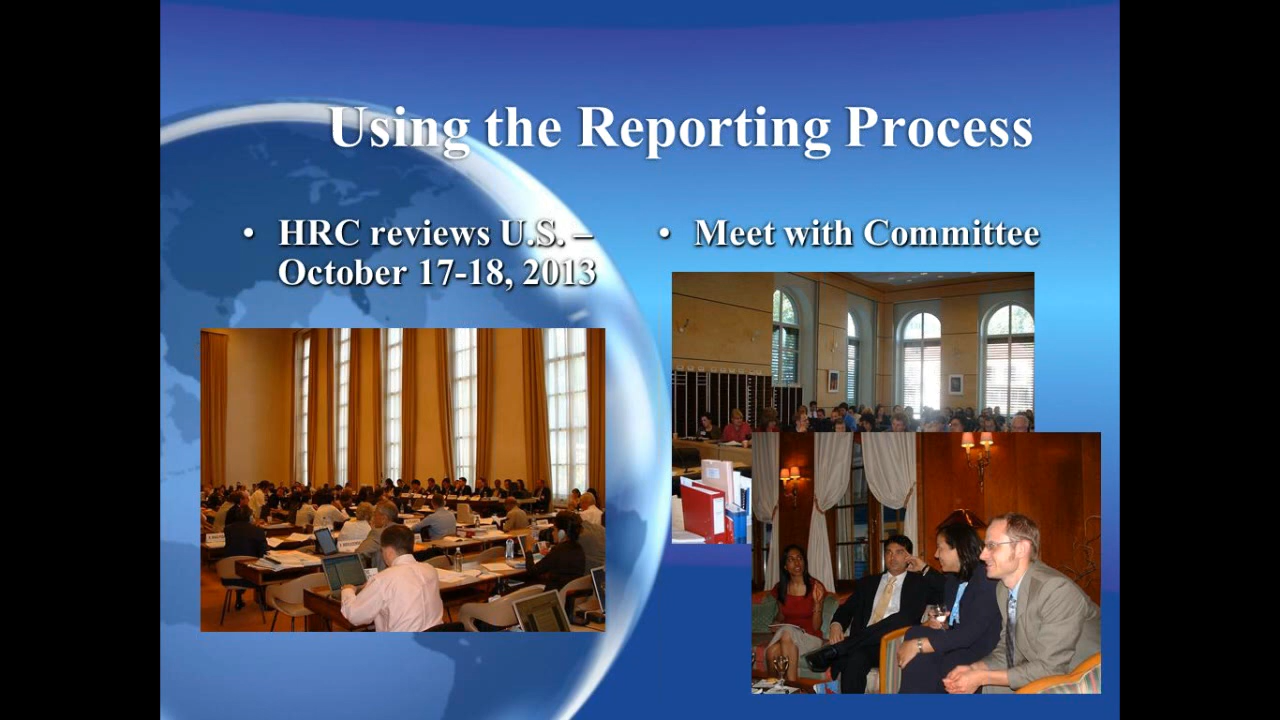 Using the Reporting Process
• HRC reviews U.S. –
October 17-18, 2013
• Meet with Committee